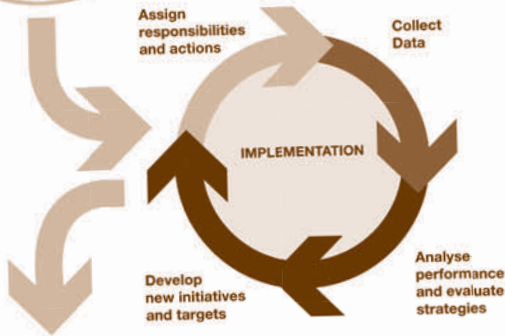 Assign
responsibilities
and actions
Collect
Data
IMPLEMENTATION
Analyse
performance
and evaluate
strategies
Develop
new initiatives
and targets